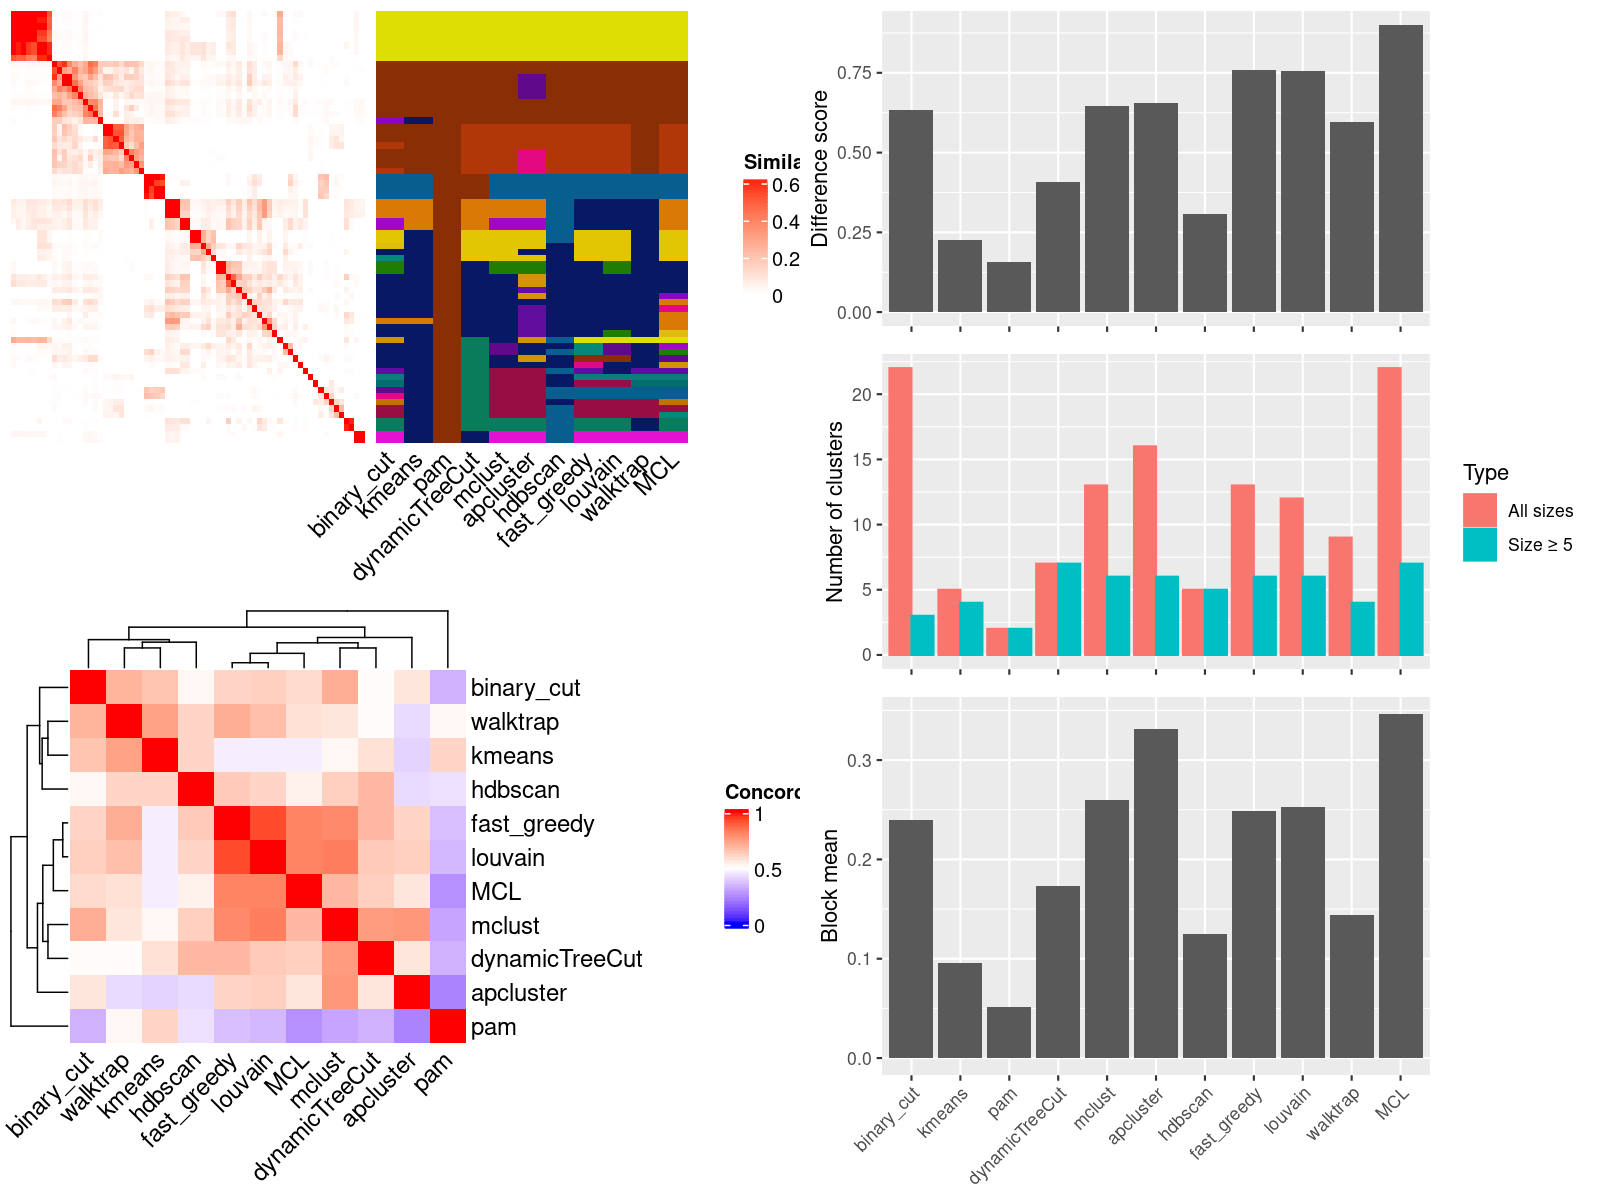 Simila
0.6
0.4
0.2
0
binary_cut
kmeans
pam
dynamicTreeCut
mclust
apcluster
hdbscan
fast_greedy
louvain
walktrap
MCL
Difference score
0.75
0.50
0.25
0.00
Number of clusters
20
15
10
5
0
Type
All sizes
Size ≥ 5
Block mean
0.3
0.2
0.1
0.0
binary_cut
kmeans
pam
dynamicTreeCut
mclust
apcluster
hdbscan
fast_greedy
louvain
walktrap
MCL
binary_cut
walktrap
kmeans
hdbscan
fast_greedy
louvain
MCL
mclust
dynamicTreeCut
apcluster
pam
binary_cut
walktrap
kmeans
hdbscan
fast_greedy
louvain
MCL
mclust
dynamicTreeCut
apcluster
pam
Concord
1
0.5
0